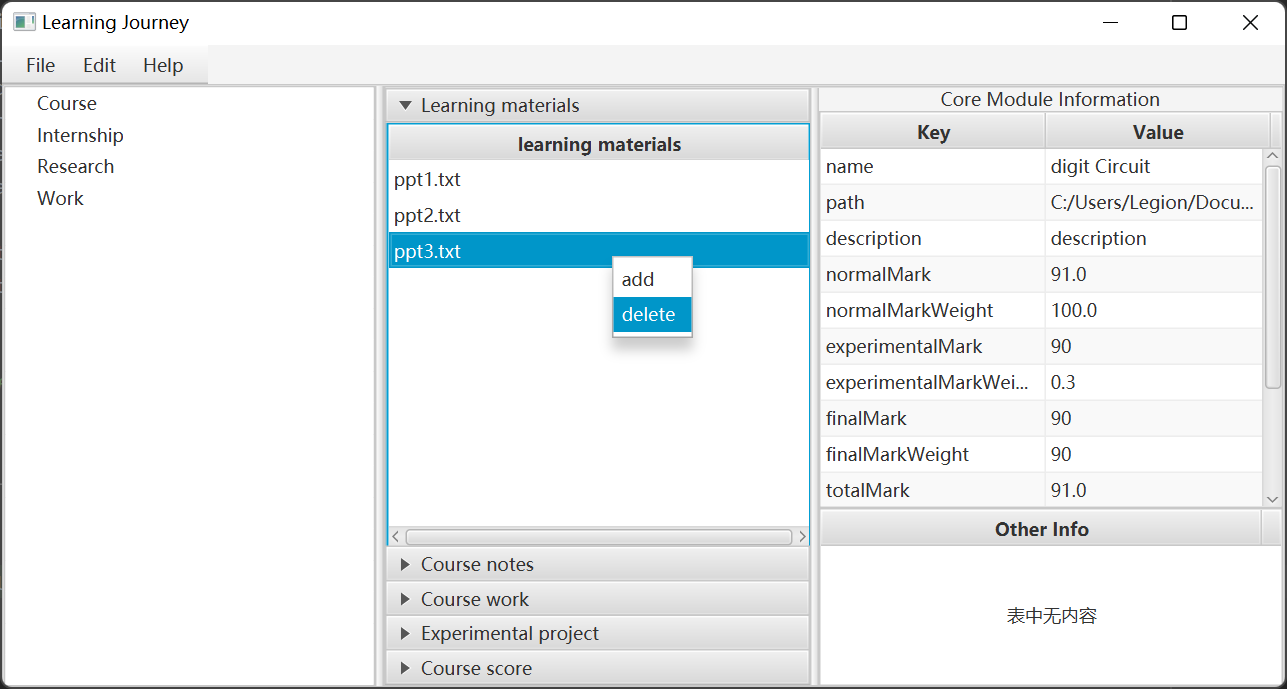 Learning Journey
File Edit Help
Course
Internship
Research
Work
Learning materials
learning materials
ppt1.txt
ppt2.txt
ppt3.txt
add
delete
Course notes
Course work
Experimental project
Course score
Core Module Information
Key Value
name digit Circuit
path C:/Users/Legion/Docu...
description description
normalMark 91.0
normalMarkWeight 100.0
experimentalMark 90
experimentalMarkWei... 0.3
finalMark 90
finalMarkWeight 90
totalMark 91.0
Other Info
表中无内容